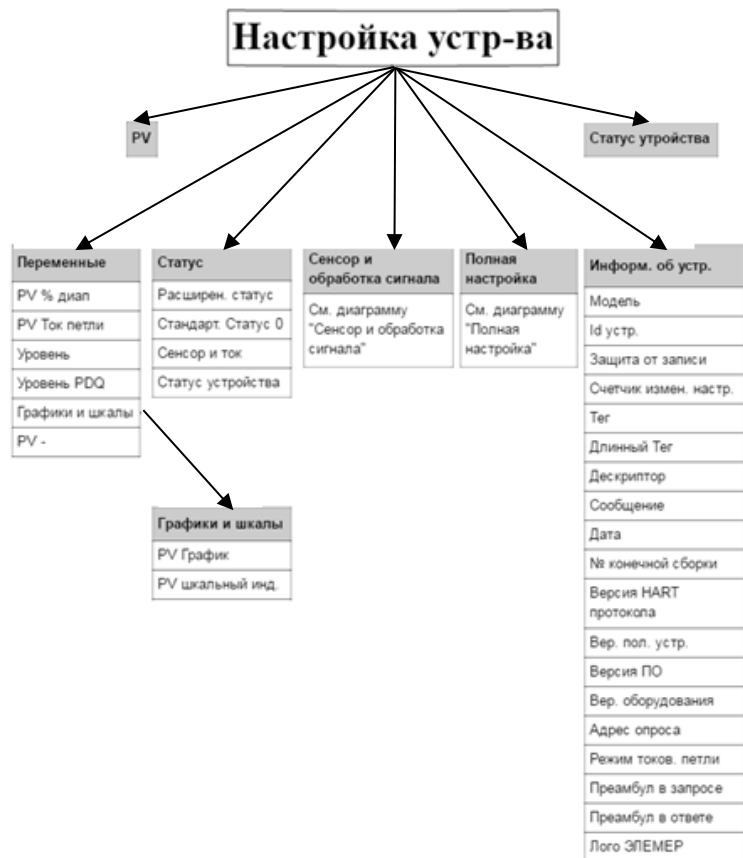 Настройка устр-ва
PV
Статус утройства
Переменные
PV % диап
PV Ток петли
Уровень
Уровень PDQ
Графики и шкалы
PV -
Статус
Расширен. статус
Стандарт. Статус 0
Сенсор и ток
Статус устройства
Сенсор и
обработка сигнала
См. диаграмму
"Сенсор и обработка
сигнала"
Полная
настройка
См. диаграмму
"Полная
настройка"
Информ. об устр.
Модель
Id устр.
Защита от записи
Счетчик измен. настр.
Тег
Длинный Тег
Дескриптор
Сообщение
Дата
№ конечной сборки
Версия HART
протокола
Вер. пол. устр.
Версия ПО
Вер. оборудования
Адрес опроса
Режим токов. петли
Преамбул в запросе
Преамбул в ответе
Лого ЭЛЕМЕР
Графики и шкалы
PV График
PV шкальный инд.